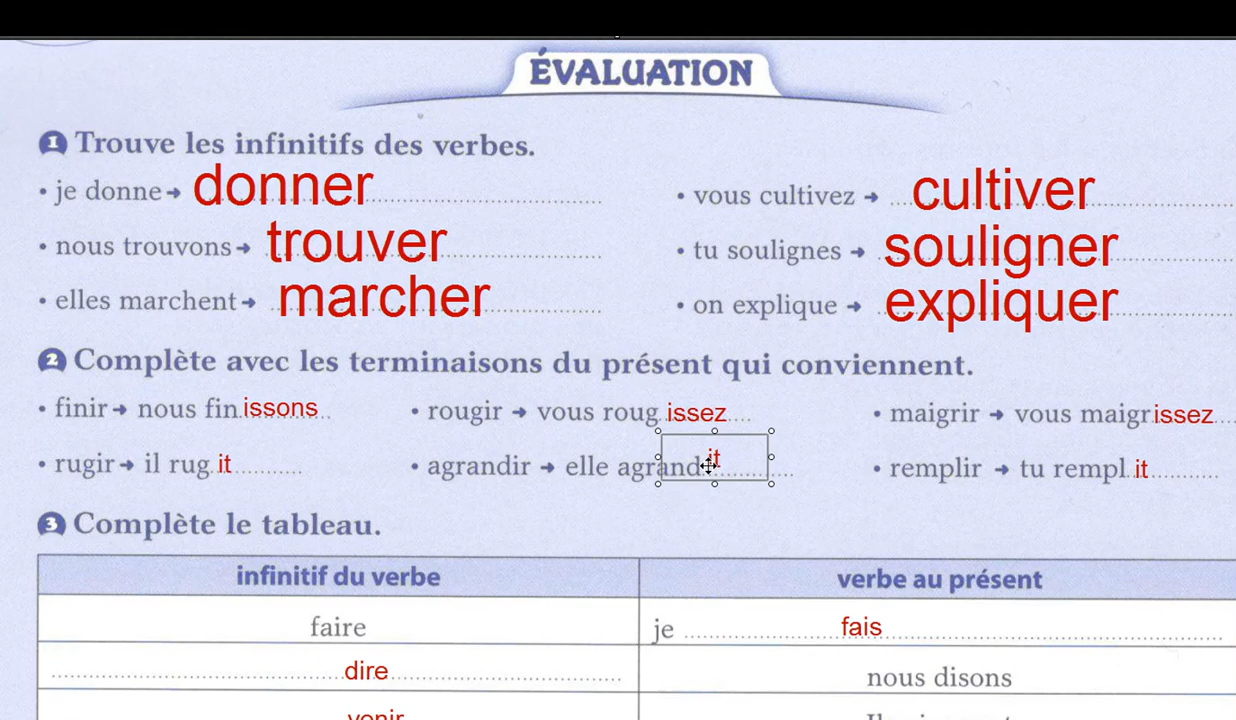 ÉVALUATION
1 Trouve les infinitifs des verbes.
• je donne → donner • vous cultivez → cultiver
• nous trouvons → trouver • tu soulignes → souligner
• elles marchent → marcher • on explique → expliquer
2 Complète avec les terminaisons du présent qui conviennent.
• finir → nous fin issons • rougir → vous roug issez • maigrir → vous maigr issez
• rugir → il rug it • agrandir → elle agrand it • remplir → tu rempl it
3 Complète le tableau.
infinitif du verbe verbe au présent
faire je fais
dire nous disons
venir